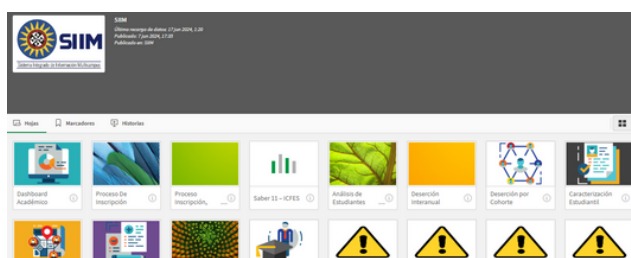 SIIM
Última recarga de datos: 17 jun 2024, 1:20
Publicado: 7 jun 2024, 17:03
Publicado en: SIIM
SIIM
Sistema Integrado de Información Multicampus
Hojas
Marcadores
Historias
Dashboard
Académico
Proceso De
Inscripción
Proceso
Inscripción, ...
Saber 11 – ICFES
Análisis de
Estudiantes ...
Deserción
Interanual
Deserción por
Cohorte
Caracterización
Estudiantil